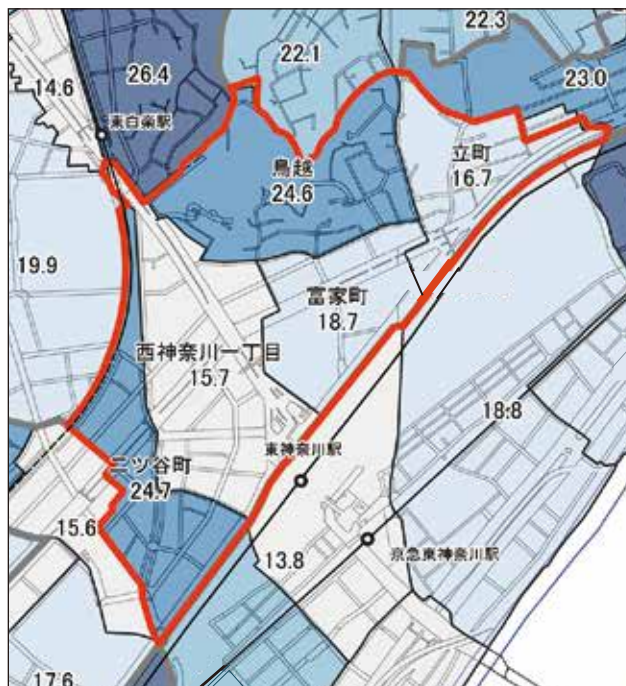 22.3
22.1
14.6
26.4
23.0
東白楽駅
鳥越
24.6
立町
16.7
19.9
富家町
18.7
西神奈川一丁目
15.7
18.8
東神奈川駅
二ツ谷町
24.7
15.6
13.8
京急東神奈川駅
17.6